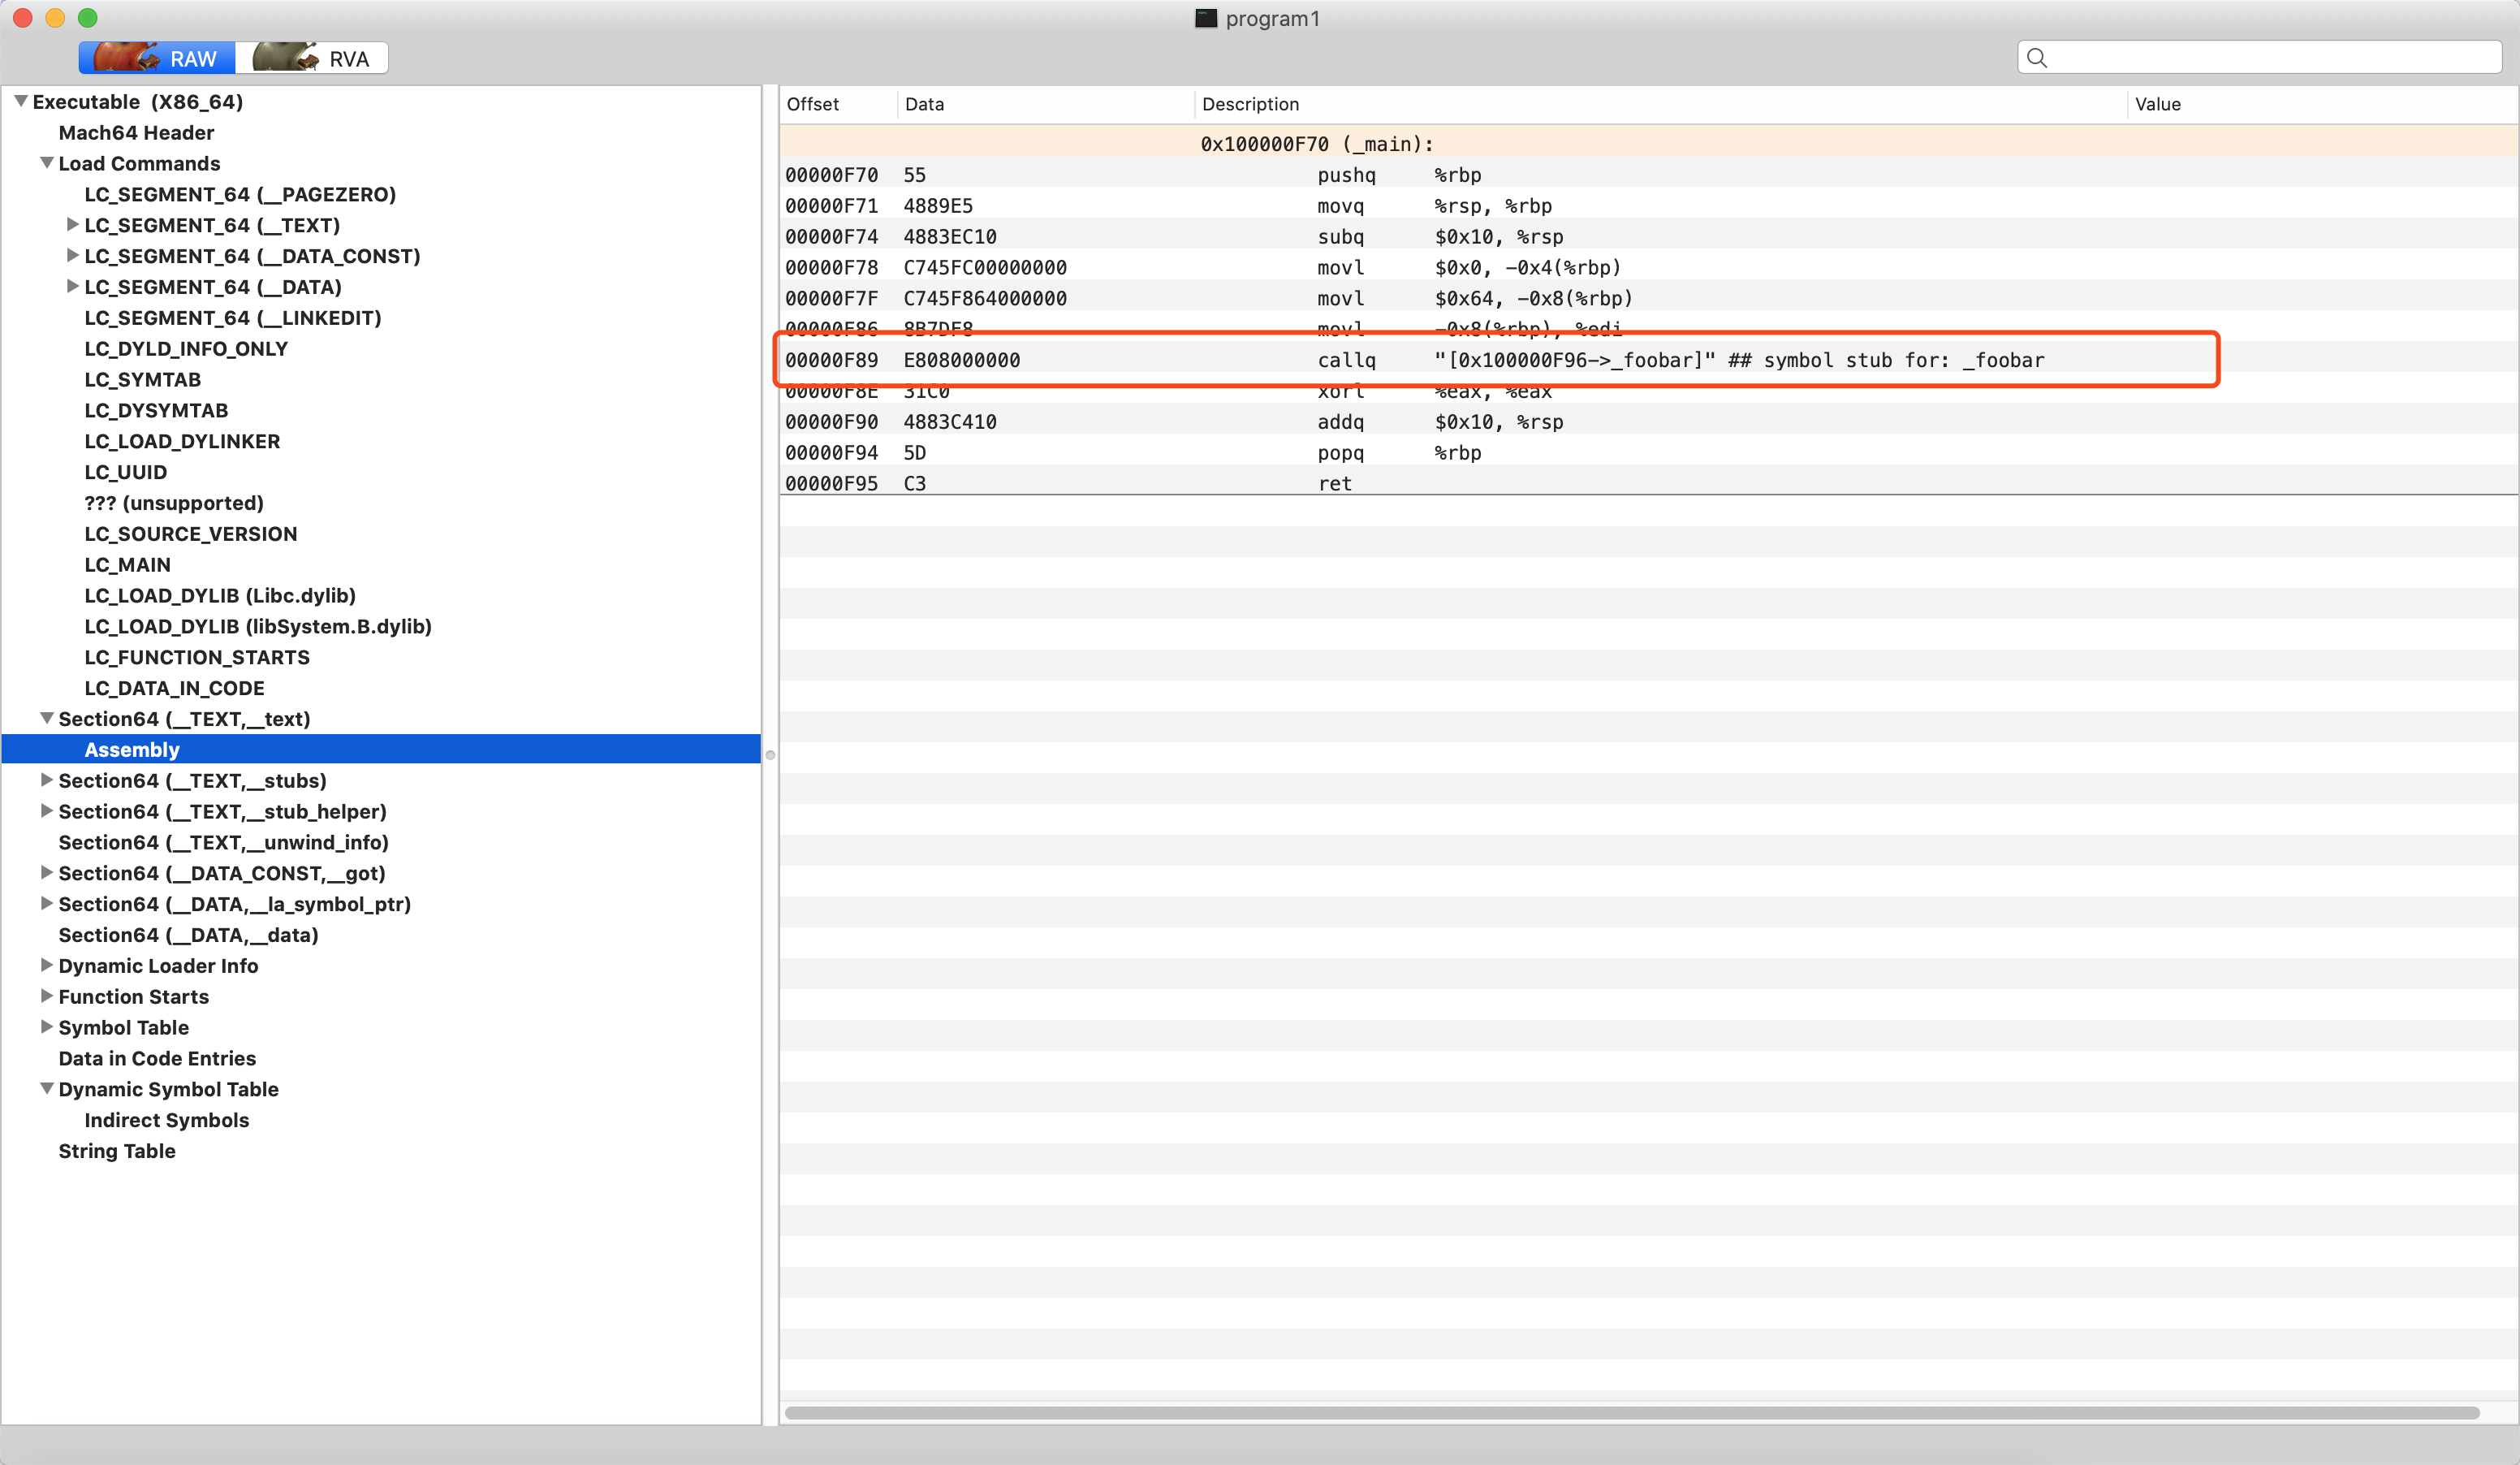 program1
RAW RVA
Executable (X86_64)
Mach64 Header
Load Commands
LC_SEGMENT_64 (__PAGEZERO)
LC_SEGMENT_64 (__TEXT)
LC_SEGMENT_64 (__DATA_CONST)
LC_SEGMENT_64 (__DATA)
LC_SEGMENT_64 (__LINKEDIT)
LC_DYLD_INFO_ONLY
LC_SYMTAB
LC_DYSYMTAB
LC_LOAD_DYLINKER
LC_UUID
??? (unsupported)
LC_SOURCE_VERSION
LC_MAIN
LC_LOAD_DYLIB (Libc.dylib)
LC_LOAD_DYLIB (libSystem.B.dylib)
LC_FUNCTION_STARTS
LC_DATA_IN_CODE
Section64 (__TEXT,__text)
Assembly
Section64 (__TEXT,__stubs)
Section64 (__TEXT,__stub_helper)
Section64 (__TEXT,__unwind_info)
Section64 (__DATA_CONST,__got)
Section64 (__DATA,__la_symbol_ptr)
Section64 (__DATA,__data)
Dynamic Loader Info
Function Starts
Symbol Table
Data in Code Entries
Dynamic Symbol Table
Indirect Symbols
String Table
Offset Data Description Value
0x100000F70 (_main):
00000F70 55 pushq %rbp
00000F71 4889E5 movq %rsp, %rbp
00000F74 4883EC10 subq $0x10, %rsp
00000F78 C745FC00000000 movl $0x0, -0x4(%rbp)
00000F7F C745F864000000 movl $0x64, -0x8(%rbp)
00000F86 8B7DF8 movl -0x8(%rbp), %edi
00000F89 E808000000 callq "[0x100000F96->_foobar]" ## symbol stub for: _foobar
00000F8E 31C0 xorl %eax, %eax
00000F90 4883C410 addq $0x10, %rsp
00000F94 5D popq %rbp
00000F95 C3 ret